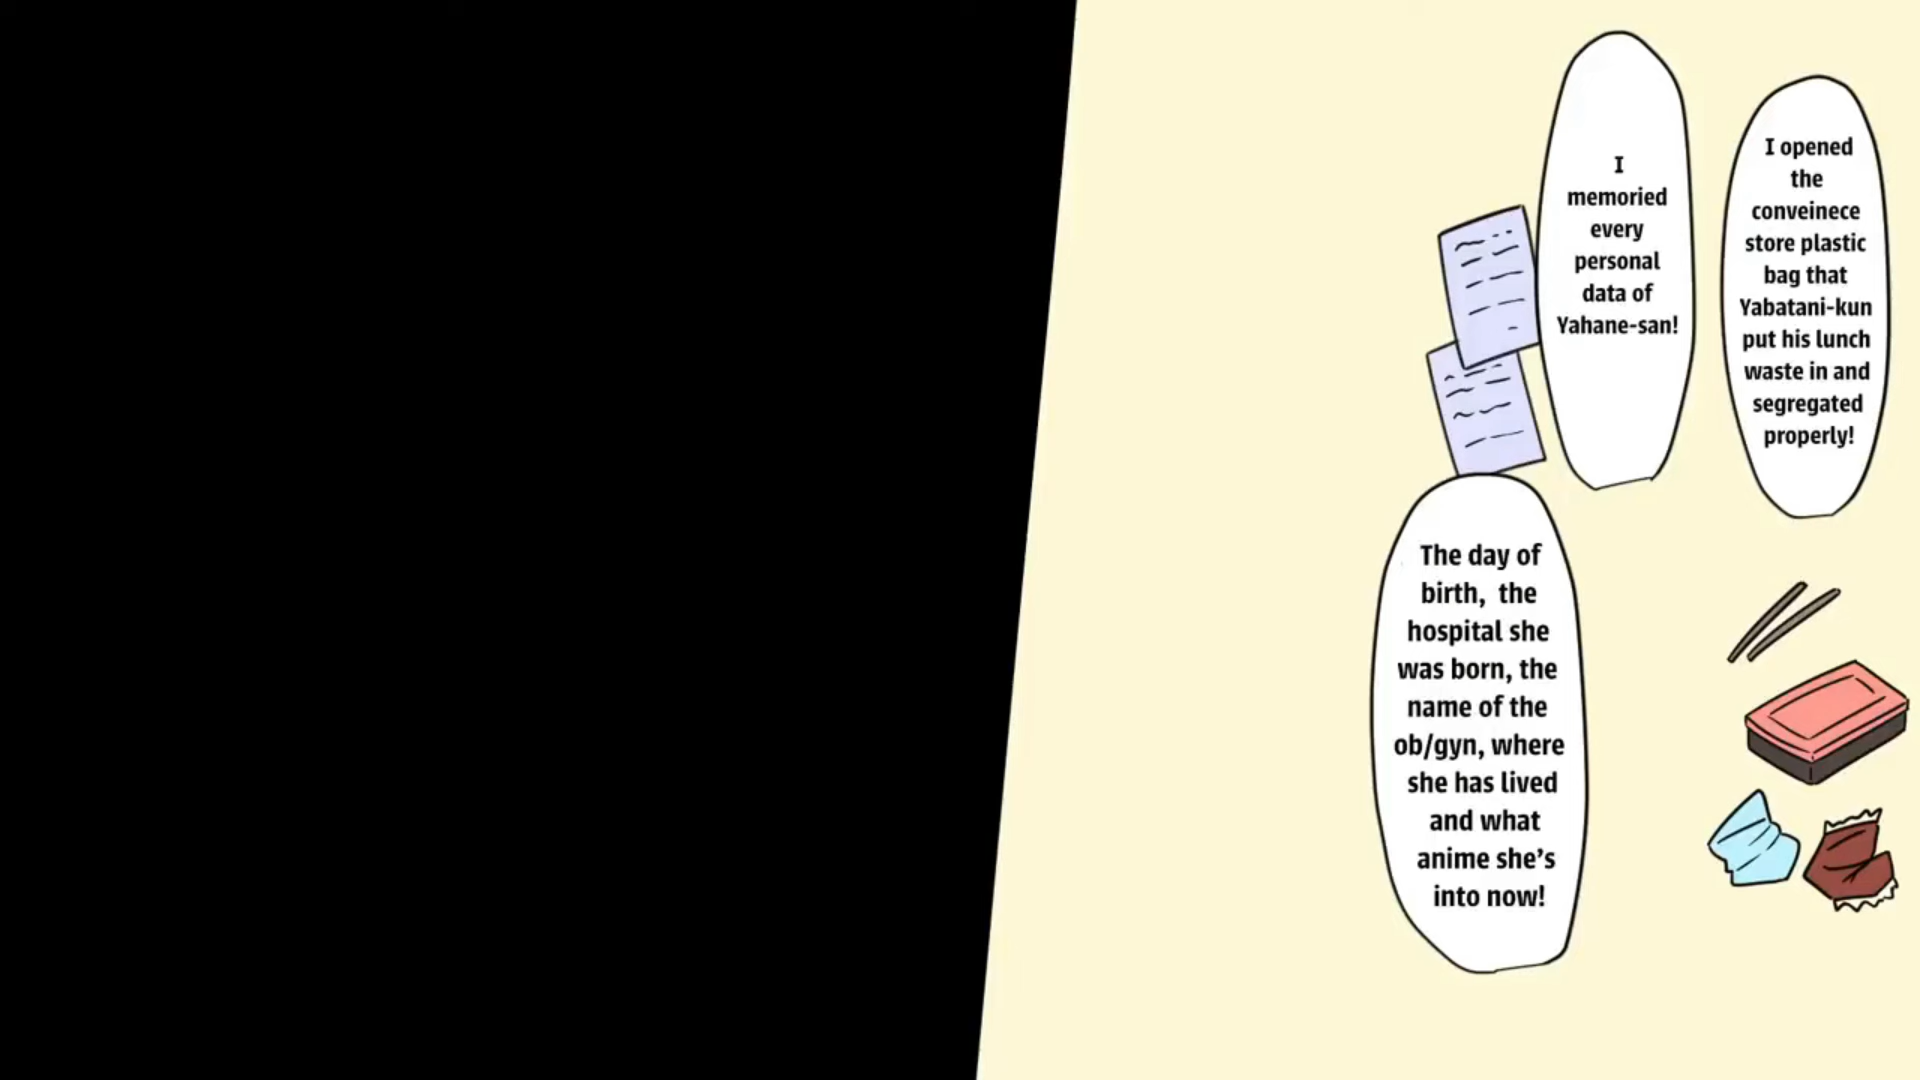 I opened
the
conveinece
store plastic
bag that
Yabatani-kun
put his lunch
waste in and
segregated
properly!
I
memoried
every
personal
data of
Yahane-san!
The day of
birth, the
hospital she
was born, the
name of the
ob/gyn, where
she has lived
and what
anime she’s
into now!